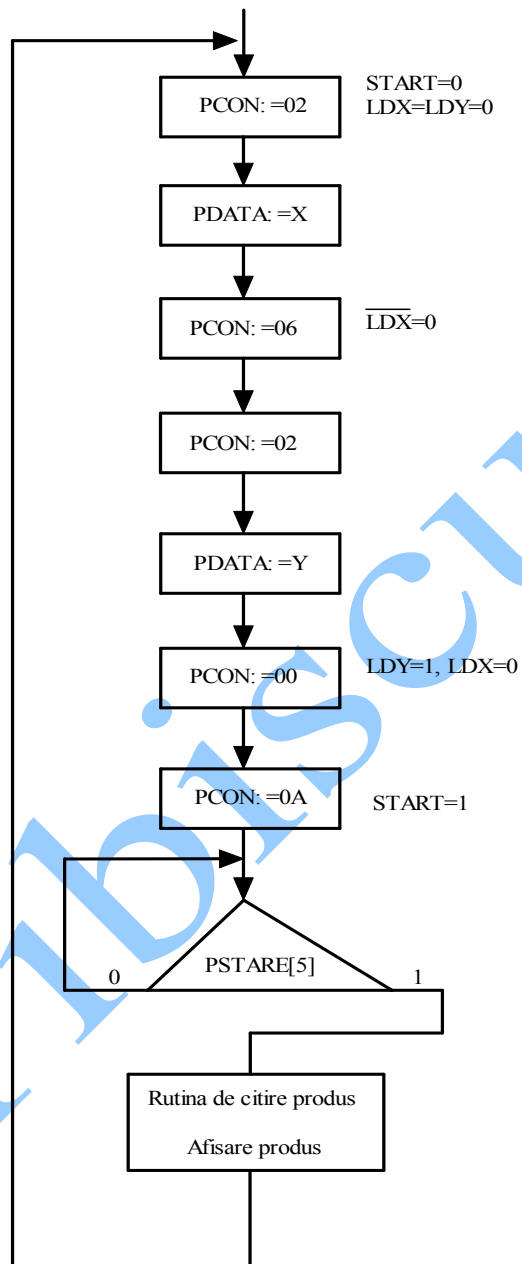 PCON: =02
START=0
LDX=LDY=0
PDATA: =X
PCON: =06
L̅D̅X̅=0
PCON: =02
PDATA: =Y
PCON: =00
LDY=1, LDX=0
PCON: =0A
START=1
0
PSTARE[5]
1
Rutina de citire produs
Afisare produs